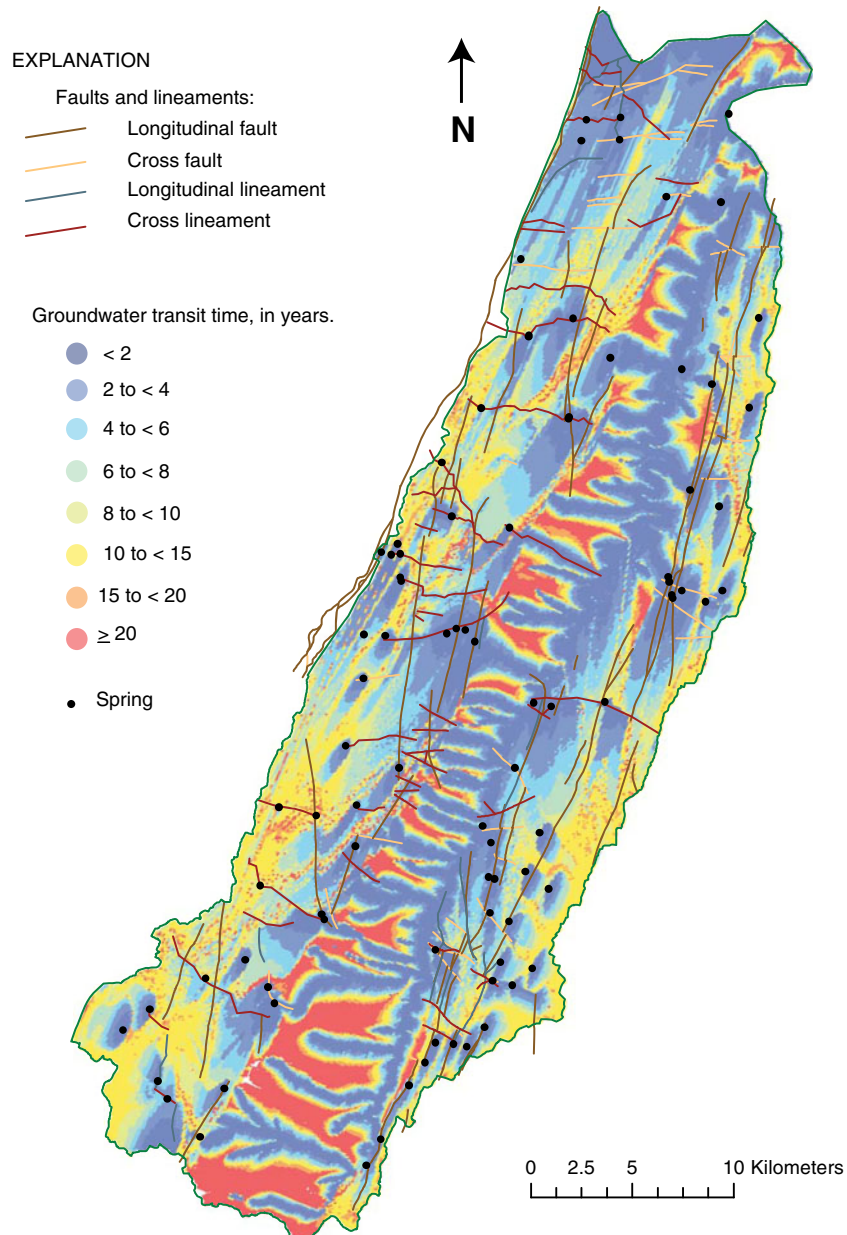 EXPLANATION
Faults and lineaments:
Longitudinal fault
Cross fault
Longitudinal lineament
Cross lineament
N
Groundwater transit time, in years.
< 2
2 to < 4
4 to < 6
6 to < 8
8 to < 10
10 to < 15
15 to < 20
≥ 20
Spring
0 2.5 5 10 Kilometers